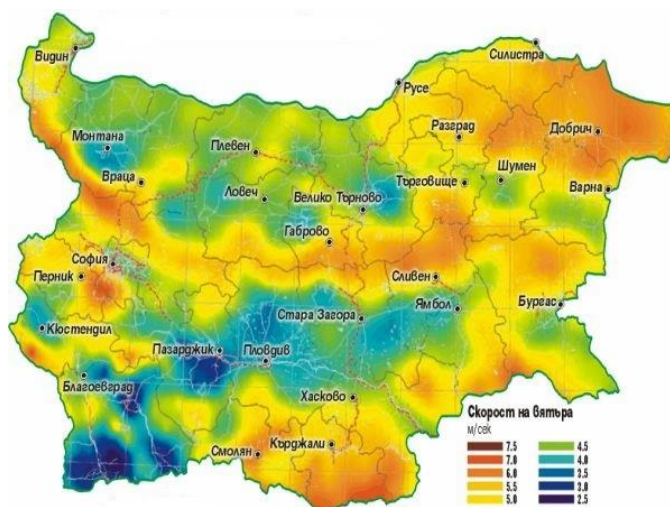 Видин
Силистра
Русе
Монтана
Плевен
Разград
Добрич
Враца
Ловеч
Велико Търново
Търговище
Шумен
Варна
Габрово
София
Перник
Сливен
Ямбол
Бургас
Кюстендил
Стара Загора
Пазарджик
Пловдив
Благоевград
Хасково
Смолян
Кърджали
Скорост на вятъра
м/сек
7.5 4.5
7.0 4.0
6.0 3.5
5.5 3.0
5.0 2.5